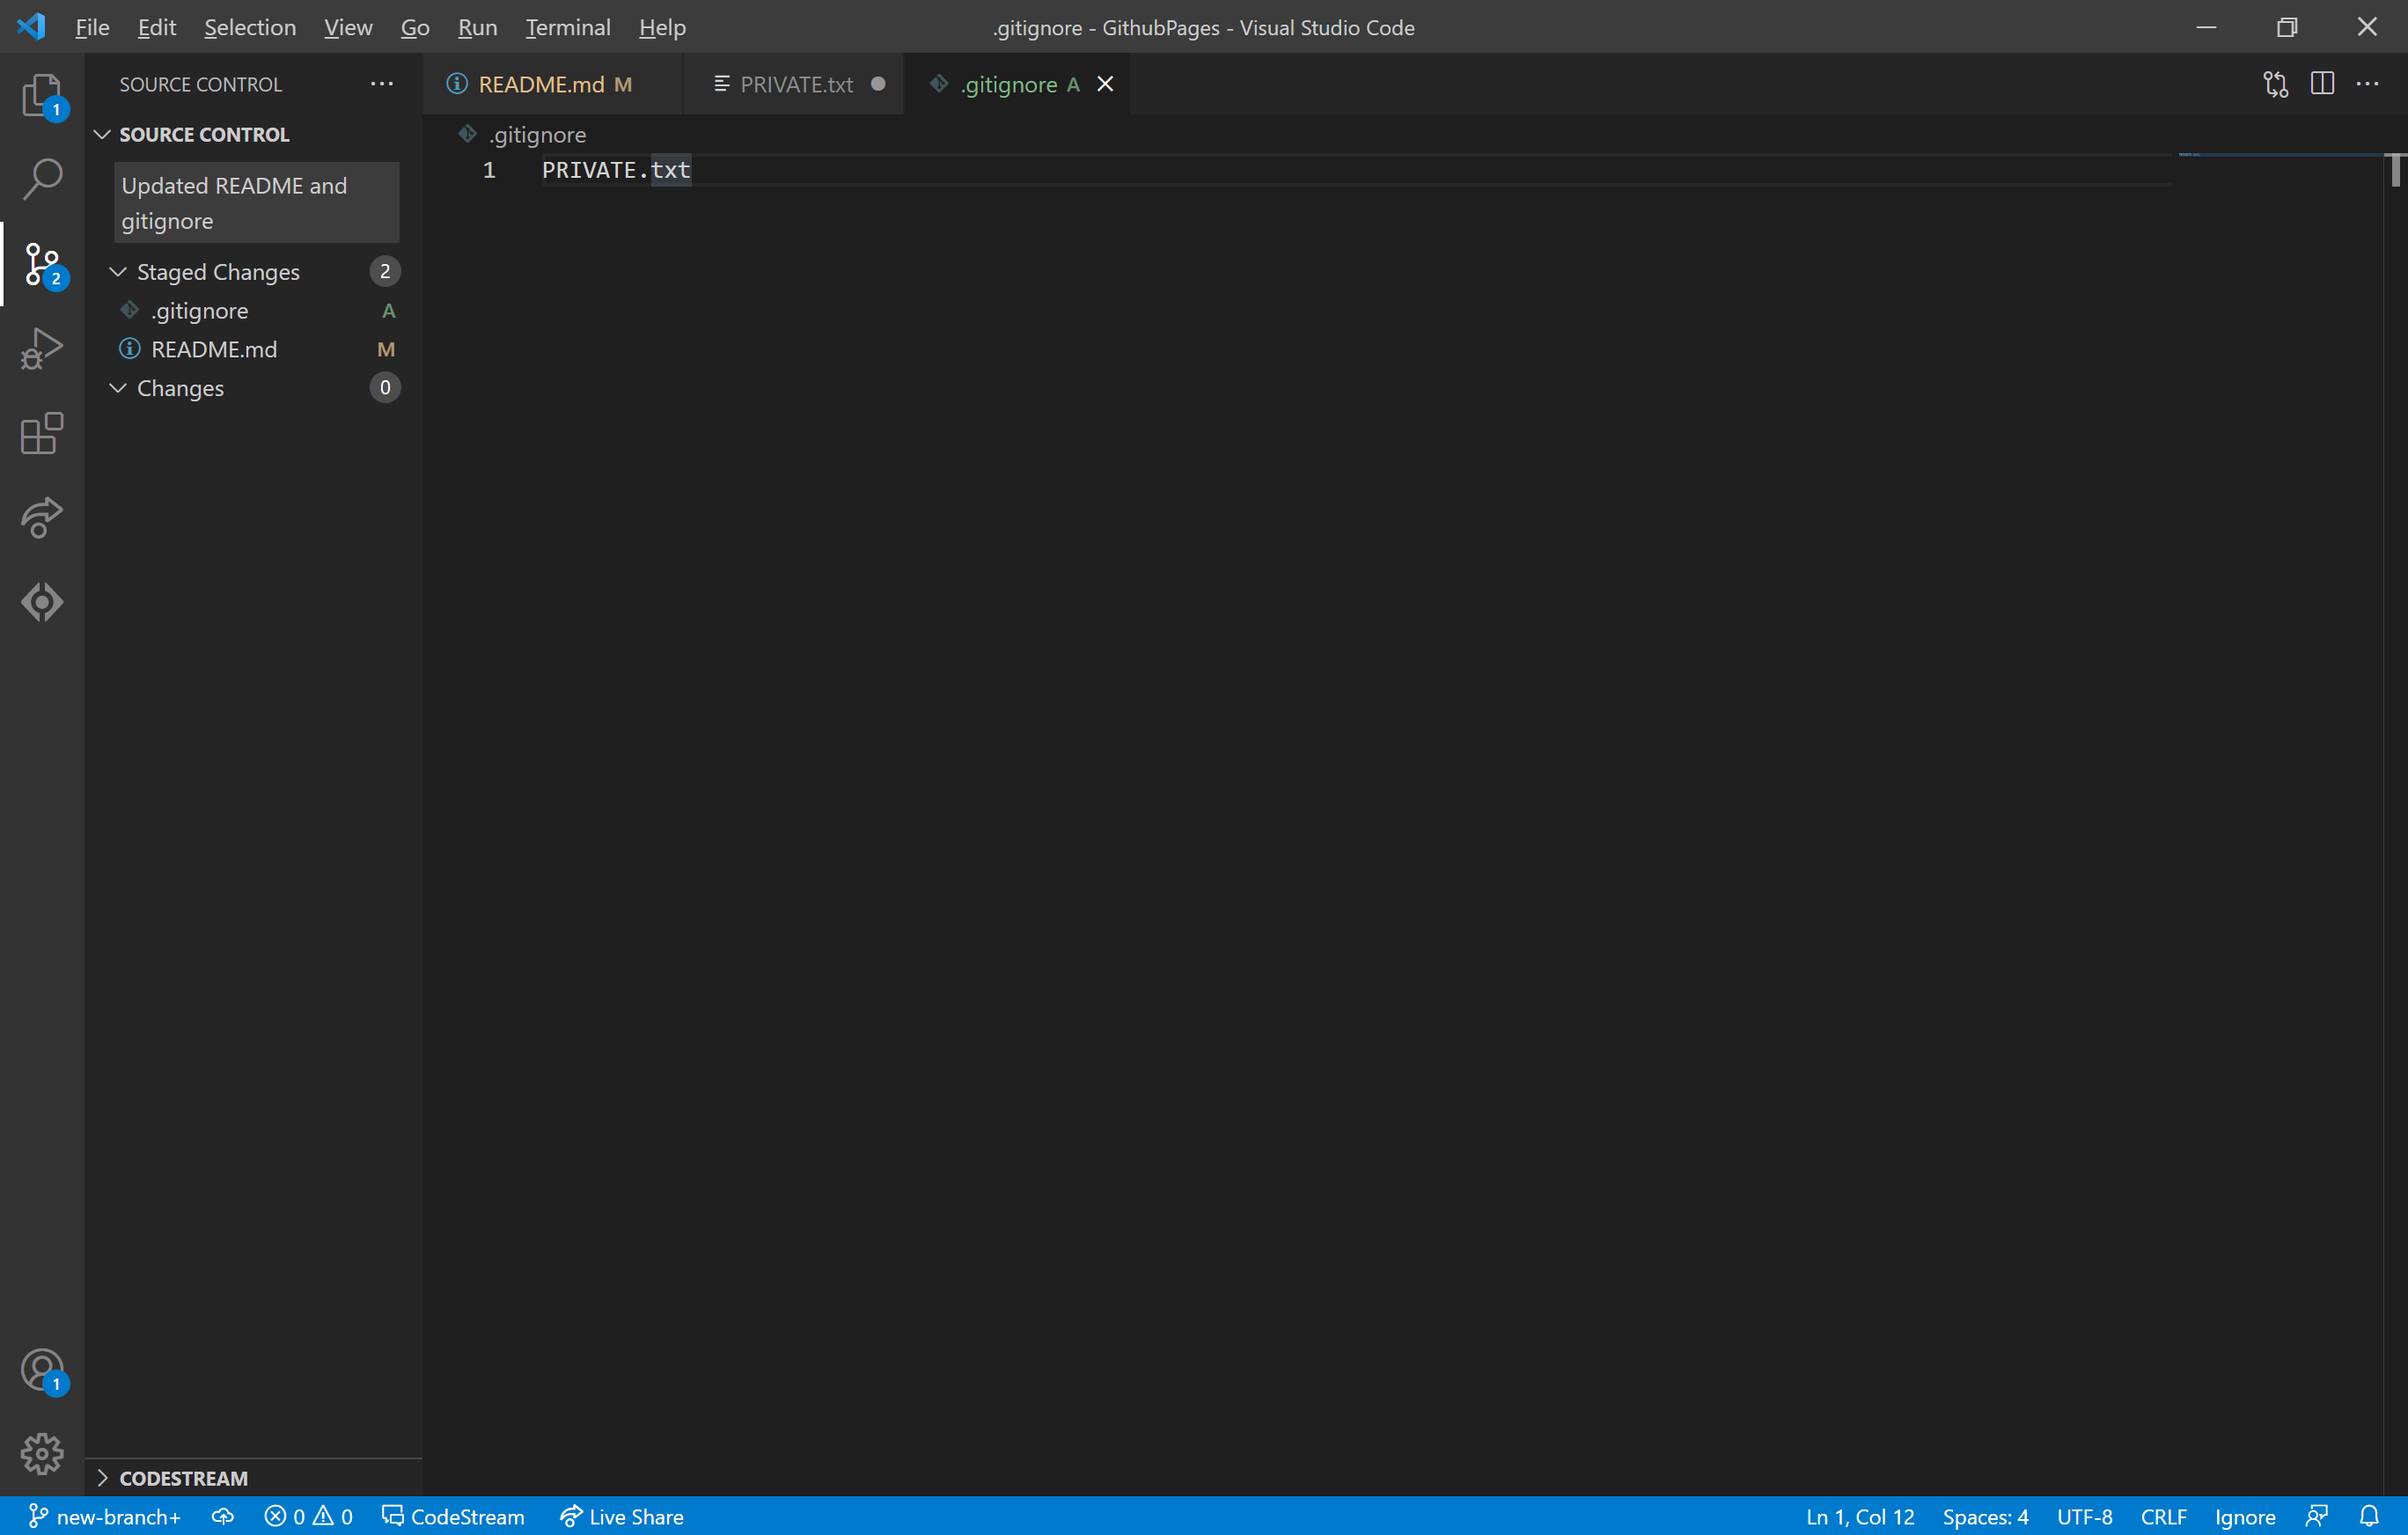 File Edit Selection View Go Run Terminal Help .gitignore - GithubPages - Visual Studio Code
SOURCE CONTROL
README.md M PRIVATE.txt .gitignore A
1
SOURCE CONTROL
.gitignore
1 PRIVATE.txt
Updated README and
gitignore
2
Staged Changes 2
.gitignore A
README.md M
Changes 0
1
CODESTREAM
new-branch+ 0 0 CodeStream Live Share Ln 1, Col 12 Spaces: 4 UTF-8 CRLF Ignore